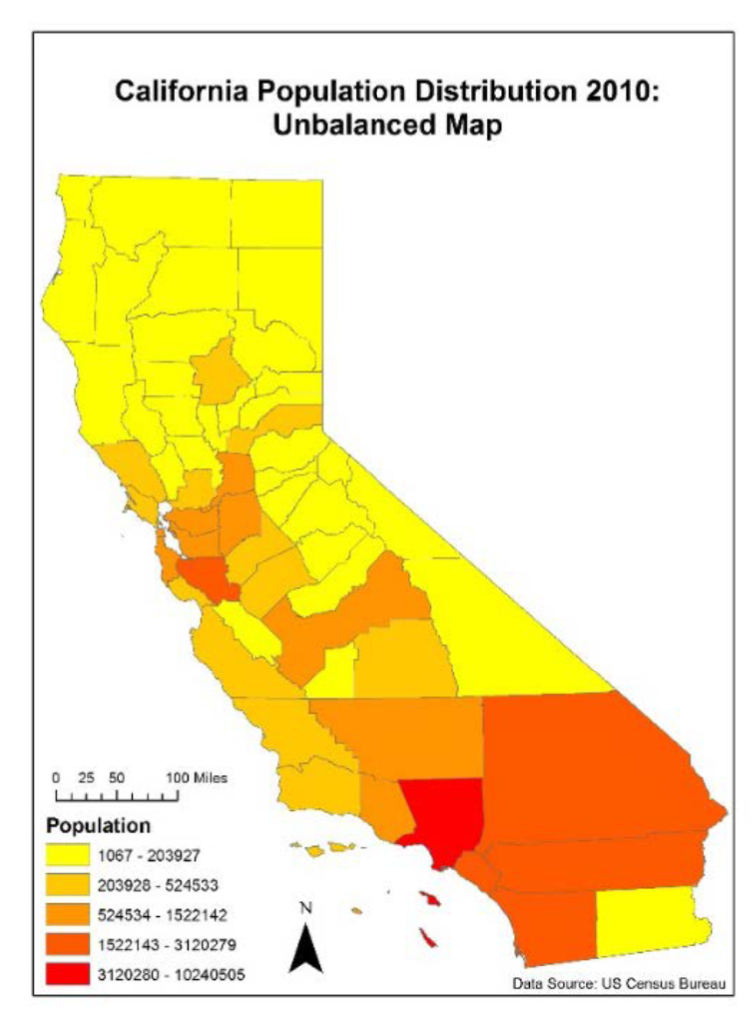 California Population Distribution 2010:
Unbalanced Map
0 25 50 100 Miles
Population
1067 - 203927
203928 - 524533
524534 - 1522142
1522143 - 3120279
3120280 - 10240505
N
Data Source: US Census Bureau